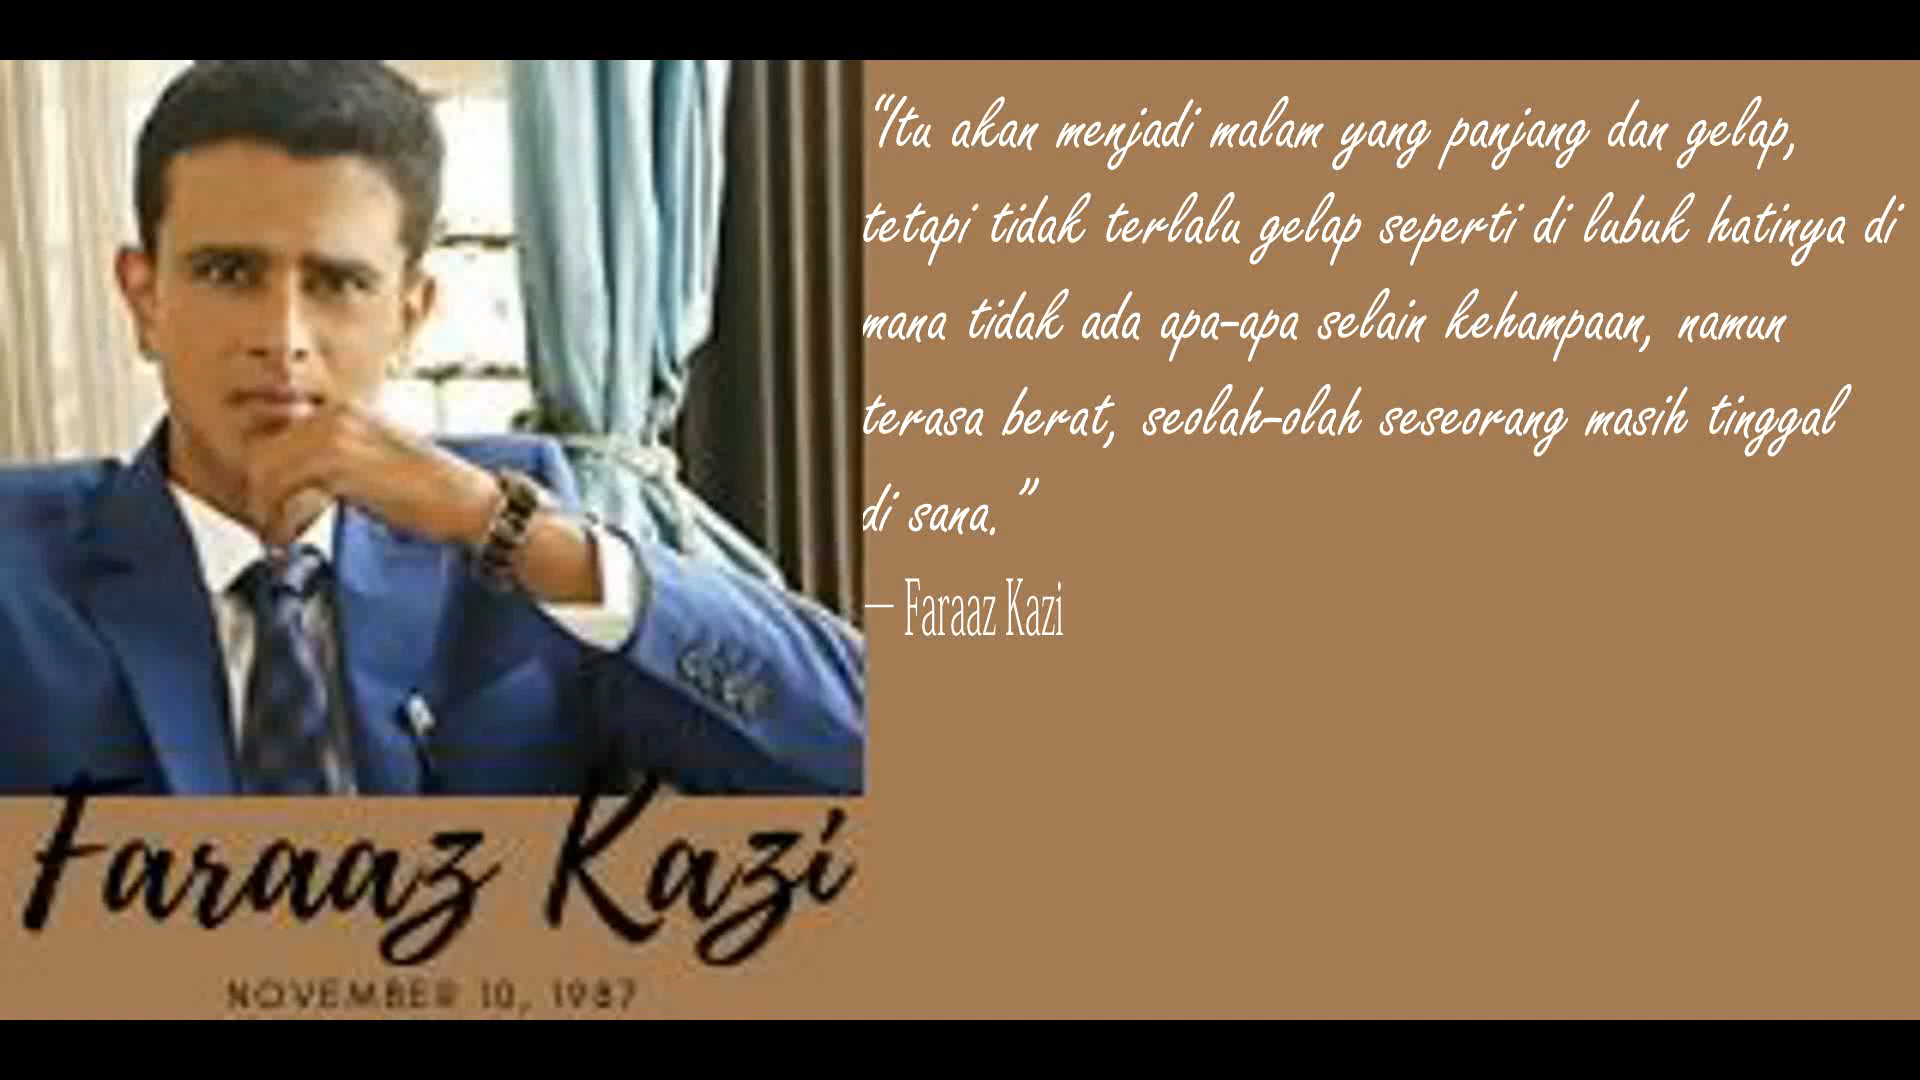 “Itu akan menjadi malam yang panjang dan gelap,
tetapi tidak terlalu gelap seperti di lubuk hatinya di
mana tidak ada apa-apa selain kehampaan, namun
terasa berat, seolah-olah seseorang masih tinggal
di sana.”
— Faraaz Kazi
Faraaz Kazi
NOVEMBER 10, 1987